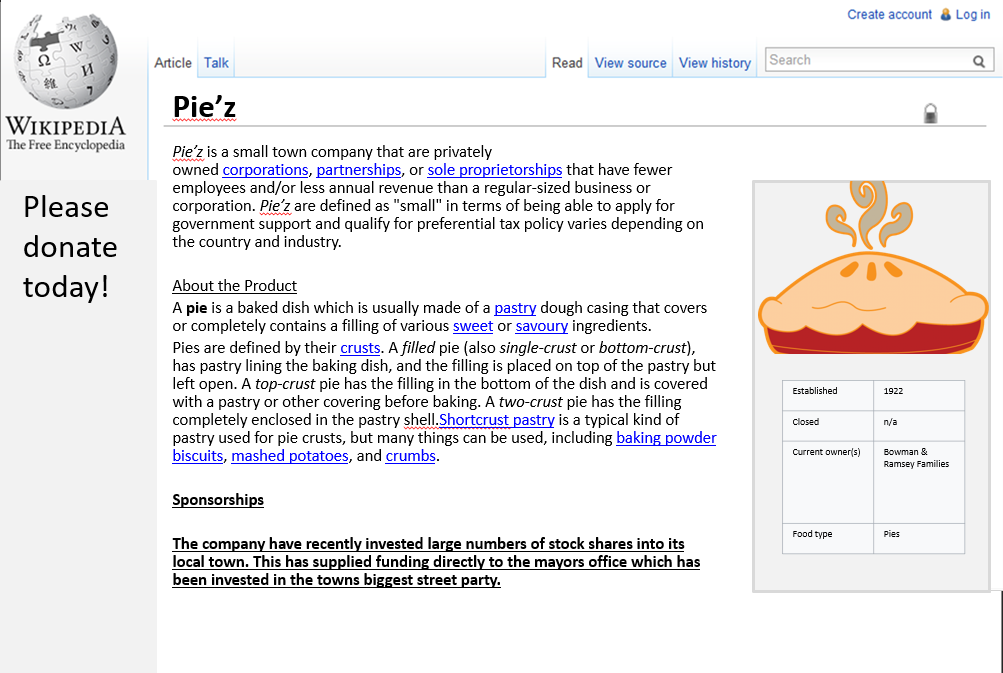 Create account Log in
Article Talk Read View source View history Search
WIKIPEDIA
The Free Encyclopedia
Please
donate
today!
Pie’z
Pie’z is a small town company that are privately
owned corporations, partnerships, or sole proprietorships that have fewer
employees and/or less annual revenue than a regular-sized business or
corporation. Pie’z are defined as "small" in terms of being able to apply for
government support and qualify for preferential tax policy varies depending on
the country and industry.
About the Product
A pie is a baked dish which is usually made of a pastry dough casing that covers
or completely contains a filling of various sweet or savoury ingredients.
Pies are defined by their crusts. A filled pie (also single-crust or bottom-crust),
has pastry lining the baking dish, and the filling is placed on top of the pastry but
left open. A top-crust pie has the filling in the bottom of the dish and is covered
with a pastry or other covering before baking. A two-crust pie has the filling
completely enclosed in the pastry shell.Shortcrust pastry is a typical kind of
pastry used for pie crusts, but many things can be used, including baking powder
biscuits, mashed potatoes, and crumbs.
Sponsorships
The company have recently invested large numbers of stock shares into its
local town. This has supplied funding directly to the mayors office which has
been invested in the towns biggest street party.
Established 1922
Closed n/a
Current owner(s) Bowman &
Ramsey Families
Food type Pies